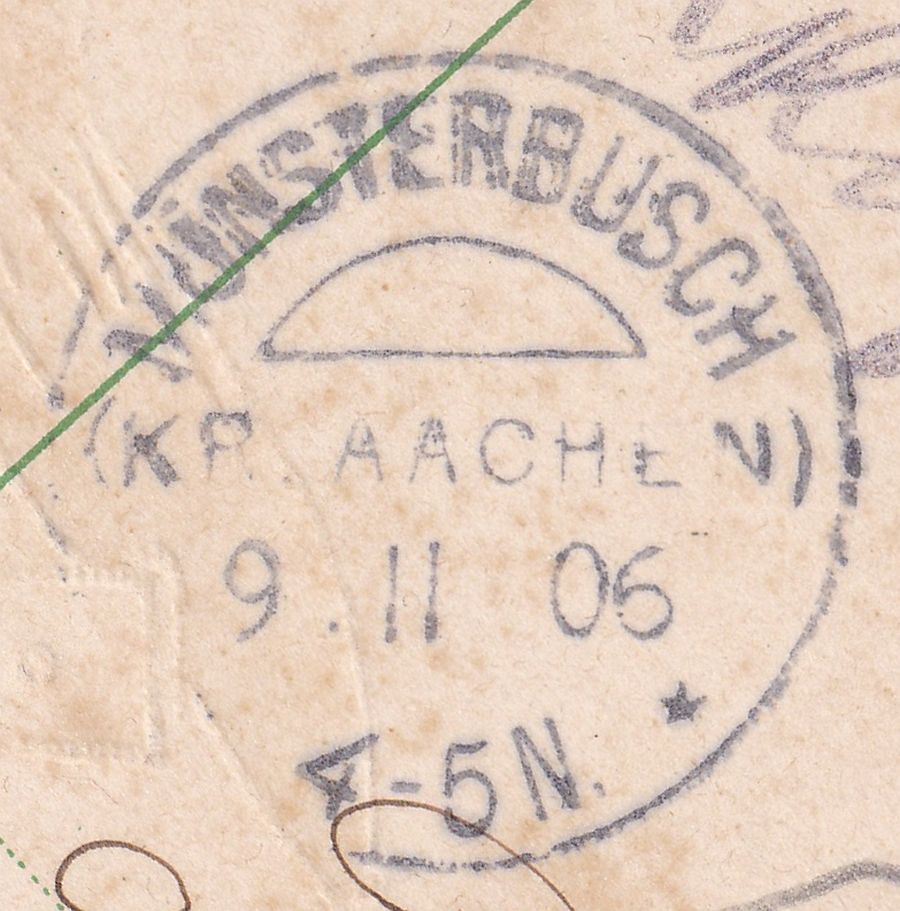 MÜNSTERBUSCH
(KR. AACHEN)
9.11 06
4-5N.